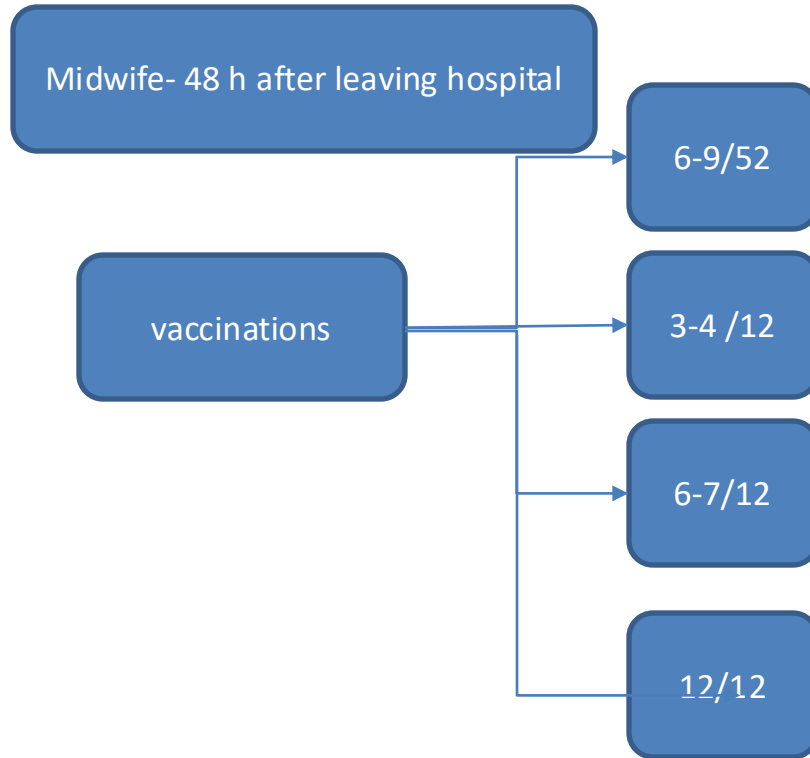 Midwife- 48 h after leaving hospital
6-9/52
vaccinations
3-4 /12
6-7/12
12/12